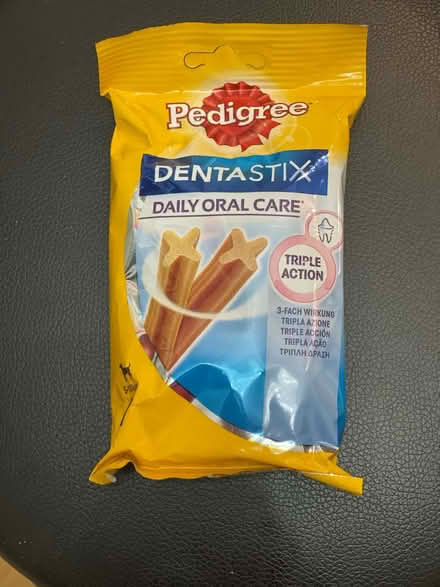 Pedigree
DENTASTIX
DAILY ORAL CARE*
TRIPLE
ACTION
3-FACH WIRKUNG
TRIPLA AZIONE
TRIPLE ACCIÓN
TRIPLA AÇÃO
ΤΡΙΠΛΗ ΔΡΑΣΗ